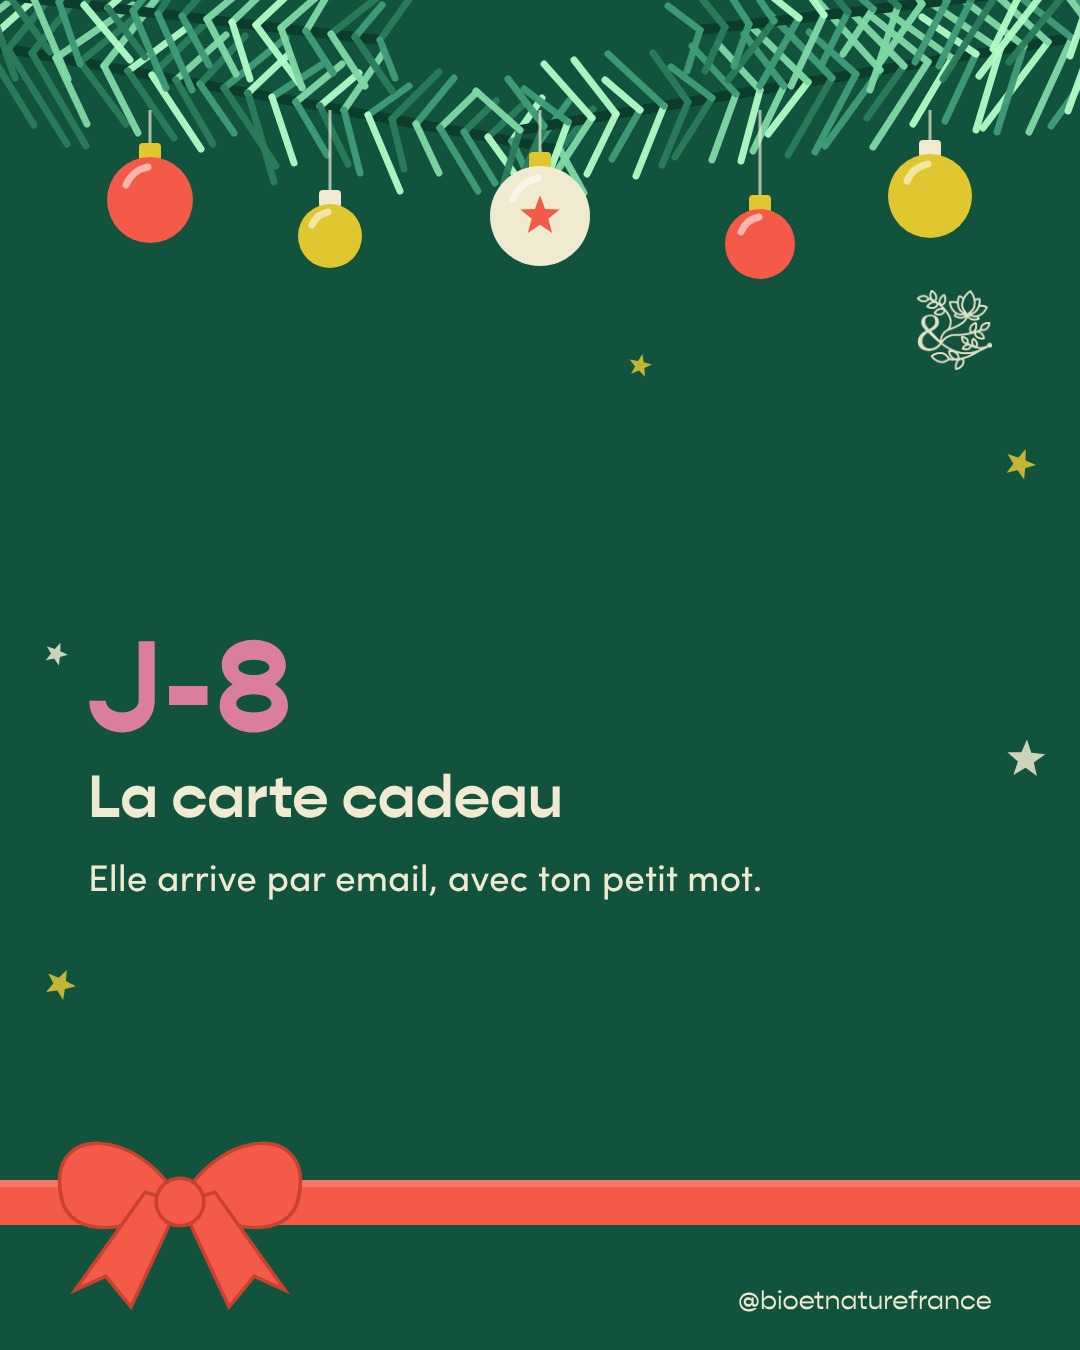 &
J-8
La carte cadeau
Elle arrive par email, avec ton petit mot.
@bioetnaturefrance